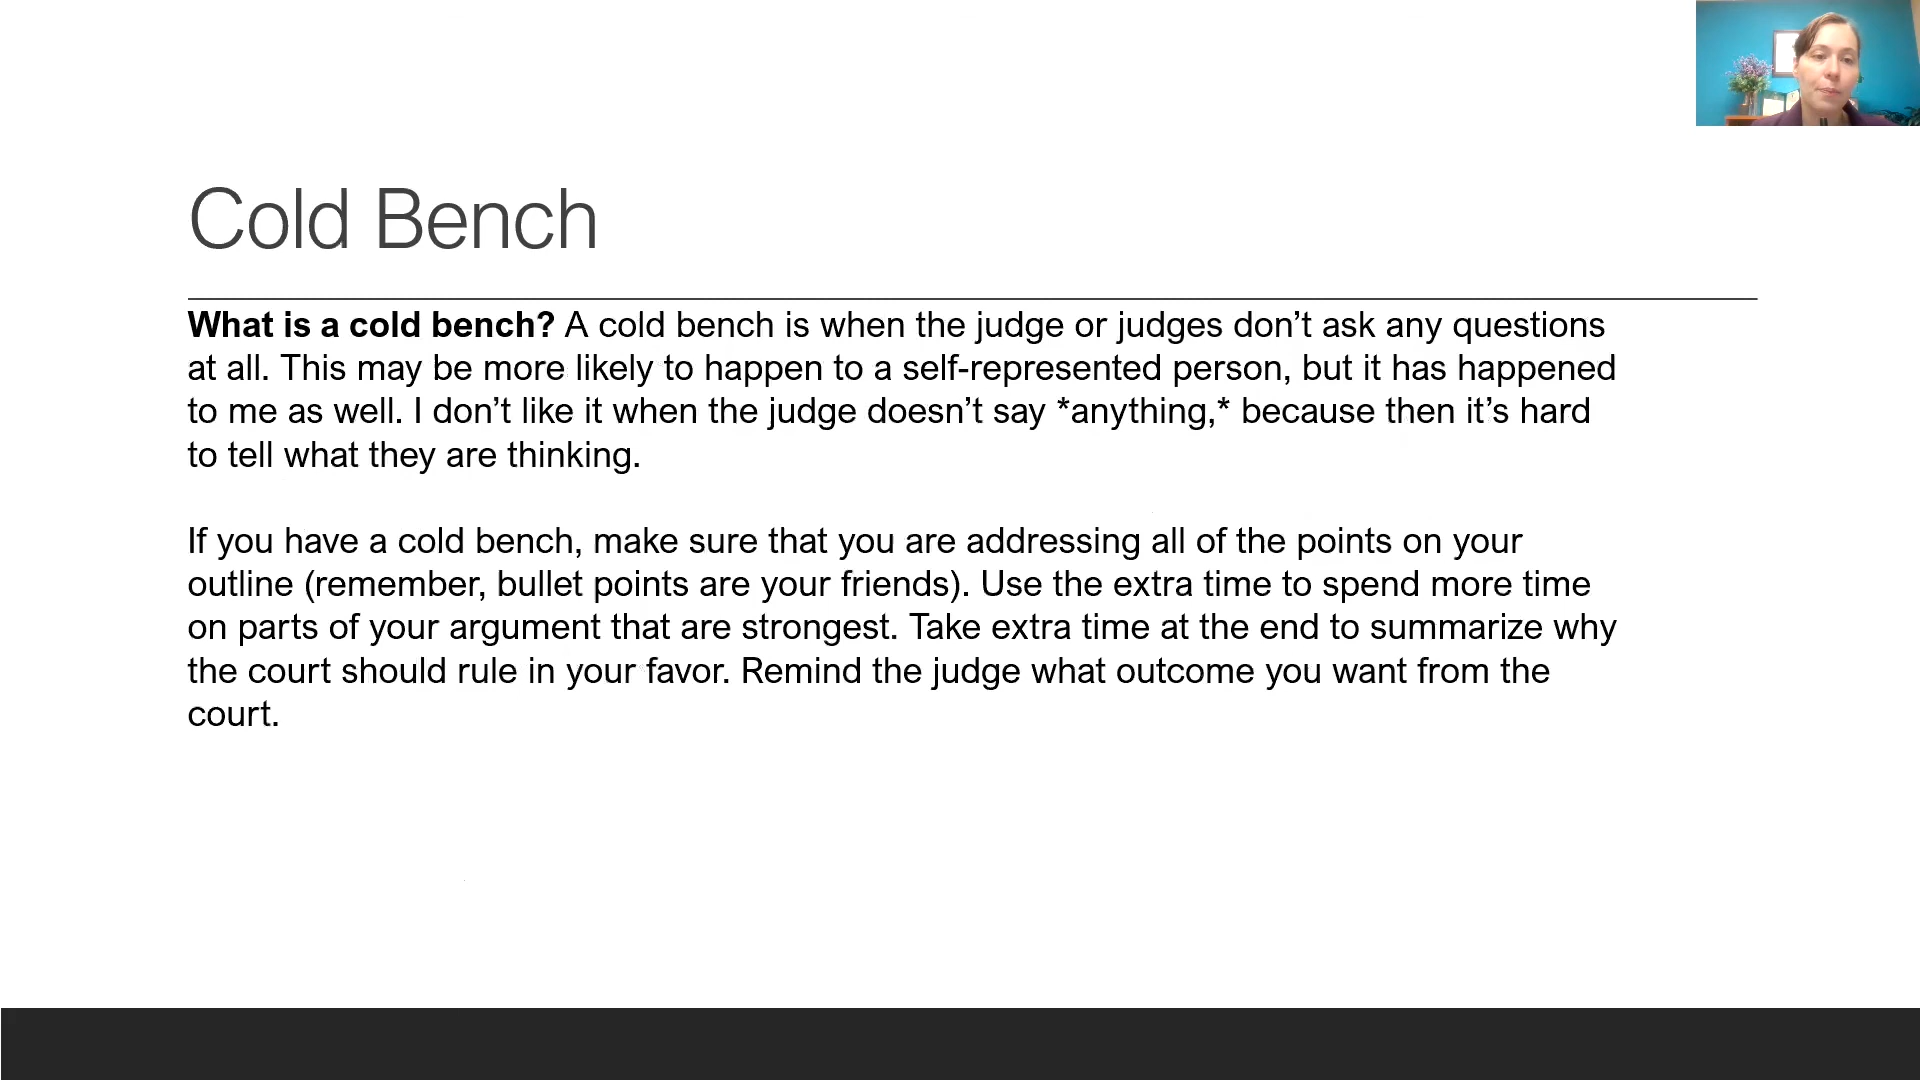 Cold Bench
What is a cold bench? A cold bench is when the judge or judges don’t ask any questions
at all. This may be more likely to happen to a self-represented person, but it has happened
to me as well. I don’t like it when the judge doesn’t say *anything,* because then it’s hard
to tell what they are thinking.
If you have a cold bench, make sure that you are addressing all of the points on your
outline (remember, bullet points are your friends). Use the extra time to spend more time
on parts of your argument that are strongest. Take extra time at the end to summarize why
the court should rule in your favor. Remind the judge what outcome you want from the
court.